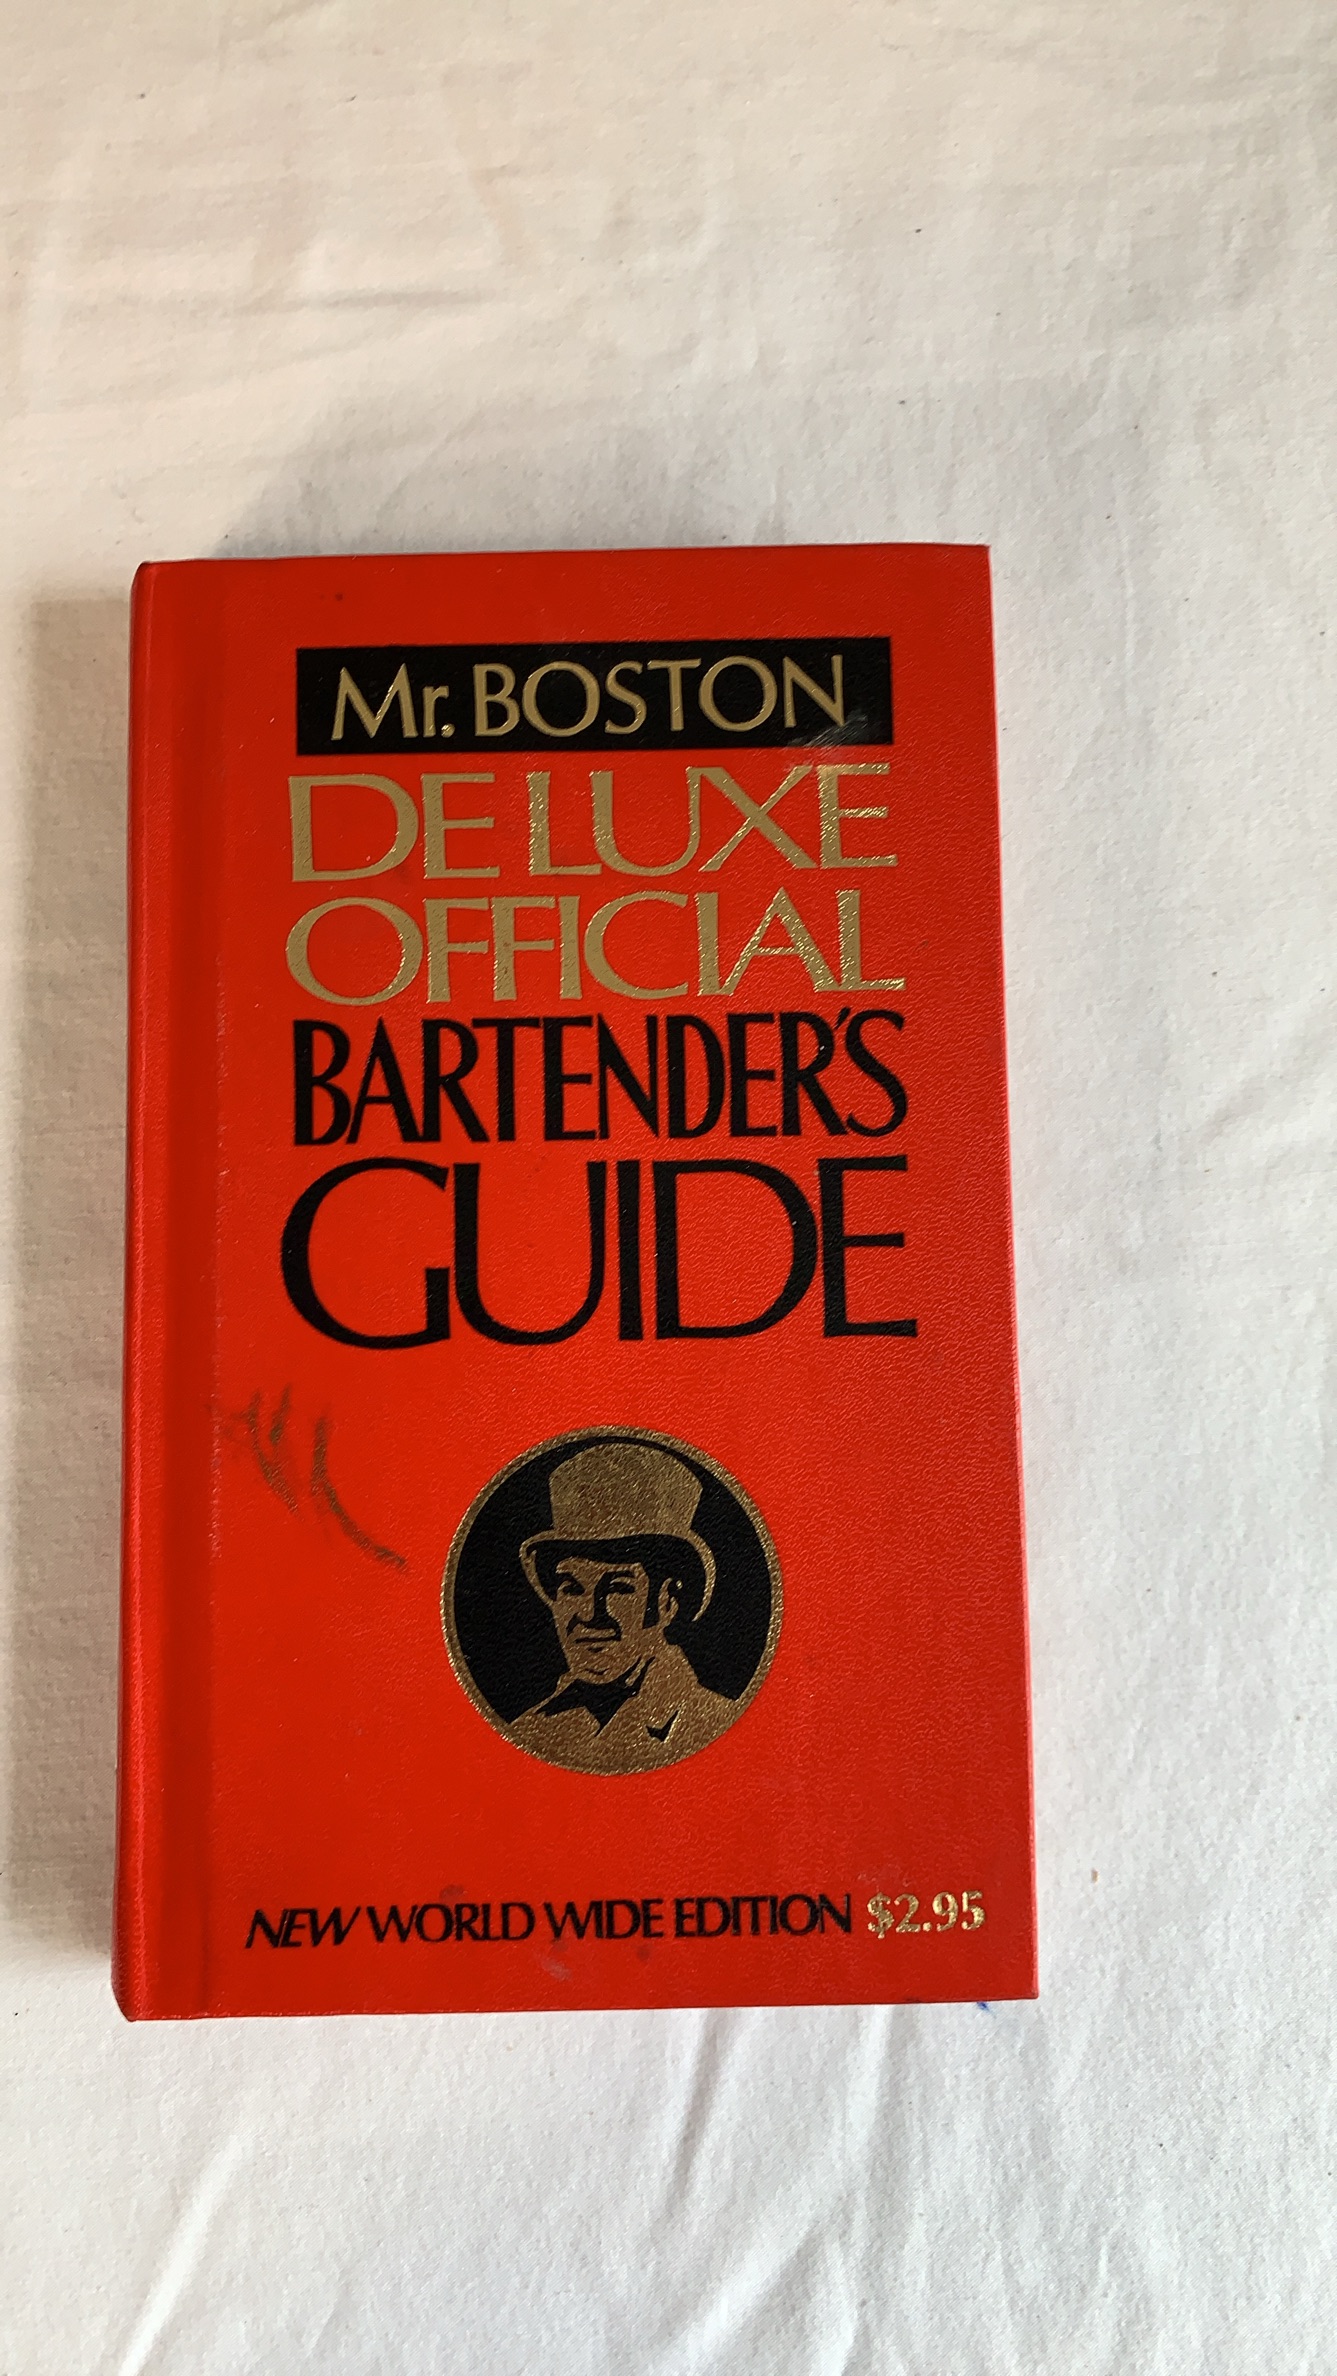 Mr. BOSTON
DE LUXE
OFFICIAL
BARTENDER'S
GUIDE
NEW WORLD WIDE EDITION $2.95